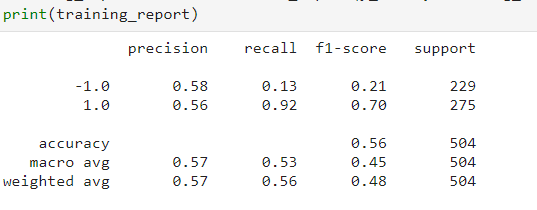 print(training_report)
precision recall f1-score support
-1.0 0.58 0.13 0.21 229
1.0 0.56 0.92 0.70 275
accuracy 0.56 504
macro avg 0.57 0.53 0.45 504
weighted avg 0.57 0.56 0.48 504